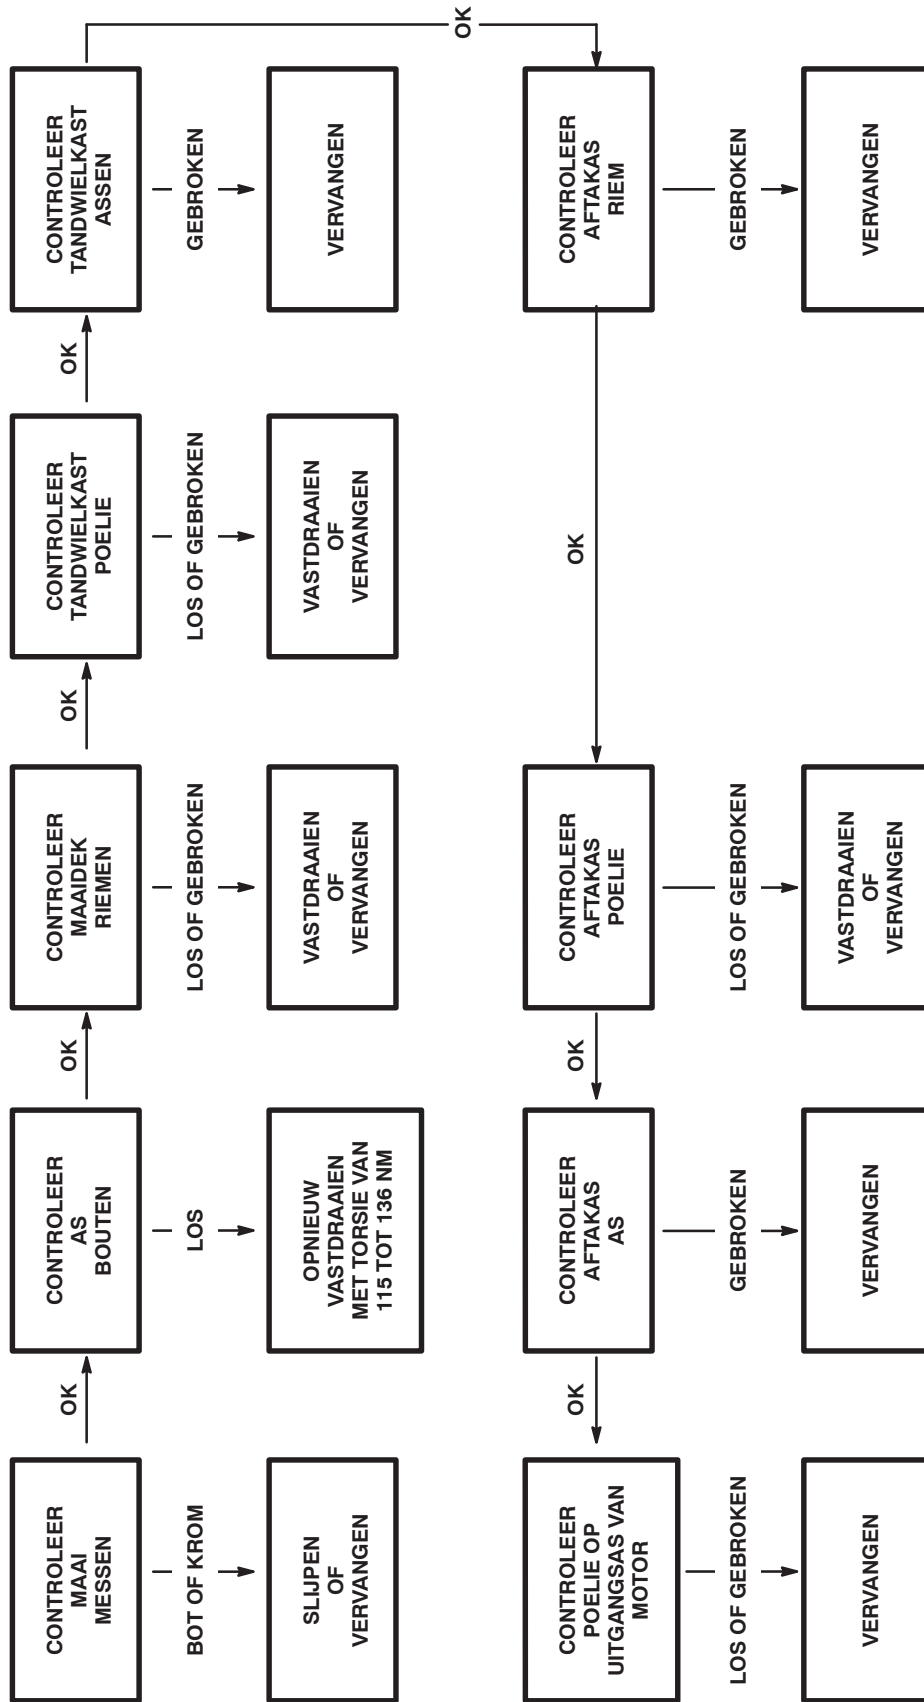 CONTROLEER
MAAI
MESSEN
OK
CONTROLEER
AS
BOUTEN
OK
CONTROLEER
MAAIDEK
RIEMEN
OK
CONTROLEER
TANDWIELKAST
POELIE
OK
CONTROLEER
TANDWIELKAST
ASSEN
OK
BOT OF KROM
LOS
LOS OF GEBROKEN
LOS OF GEBROKEN
GEBROKEN
SLIJPEN
OF
VERVANGEN
OPNIEUW
VASTDRAAIEN
MET TORSIE VAN
115 TOT 136 NM
VASTDRAAIEN
OF
VERVANGEN
VASTDRAAIEN
OF
VERVANGEN
VERVANGEN
CONTROLEER
POELIE OP
UITGANGSAS VAN
MOTOR
OK
CONTROLEER
AFTAKAS
AS
OK
CONTROLEER
AFTAKAS
POELIE
OK
CONTROLEER
AFTAKAS
RIEM
LOS OF GEBROKEN
GEBROKEN
LOS OF GEBROKEN
GEBROKEN
VERVANGEN
VERVANGEN
VASTDRAAIEN
OF
VERVANGEN
VERVANGEN